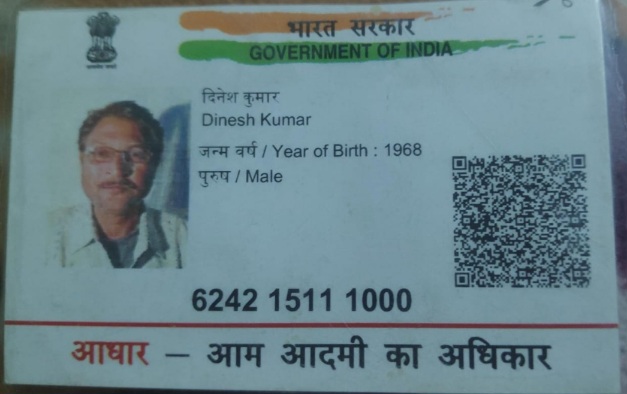 भारत सरकार
GOVERNMENT OF INDIA
दिनेश कुमार
Dinesh Kumar
जन्म वर्ष / Year of Birth : 1968
पुरुष / Male
6242 1511 1000
आधार – आम आदमी का अधिकार